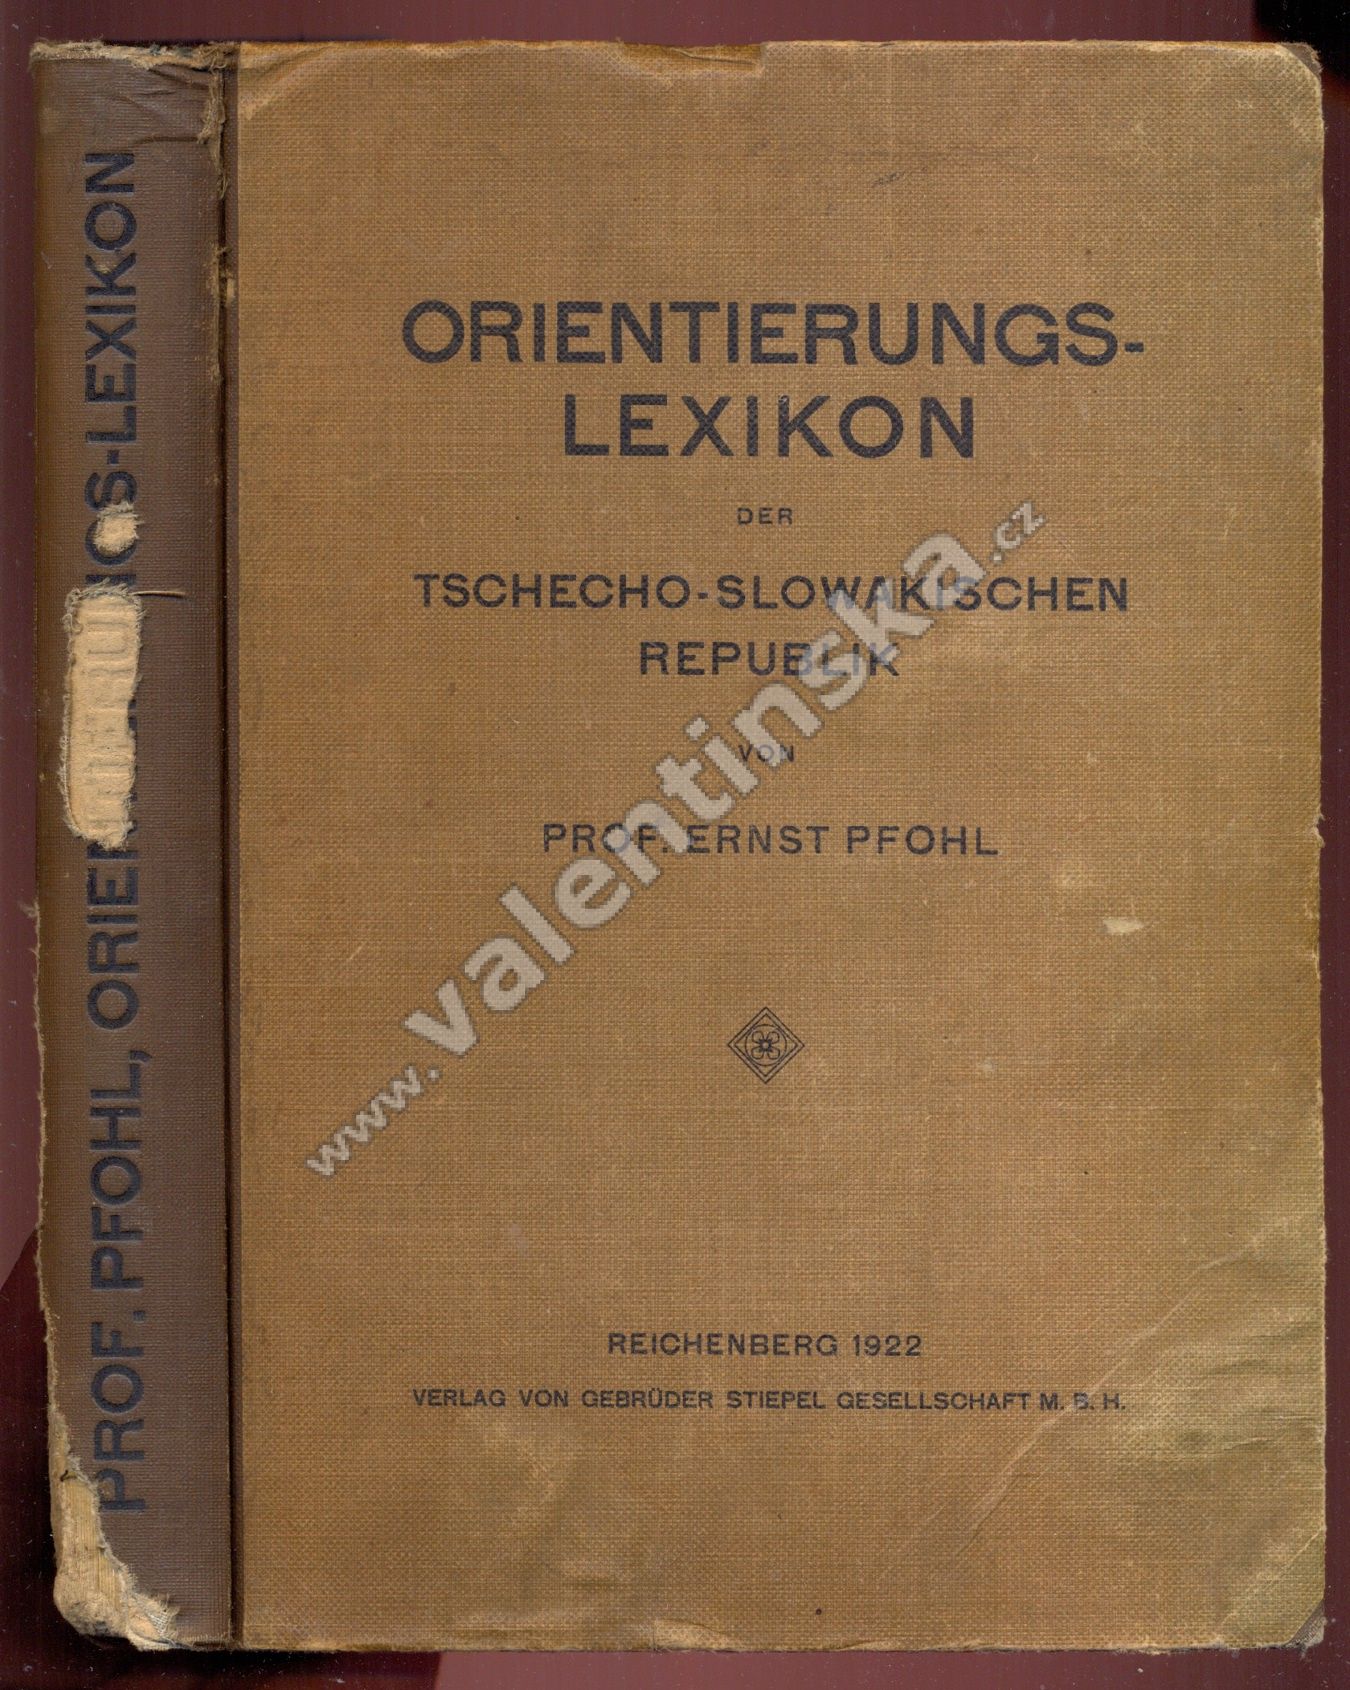 ORIENTIERUNGS-
LEXIKON
DER
TSCHECHO-SLOWAKISCHEN
REPUBLIK
VON
PROF. ERNST PFOHL
REICHENBERG 1922
VERLAG VON GEBRÜDER STIEPEL GESELLSCHAFT M. B. H.
PROF. PFOHL, ORIENTIERUNGS-LEXIKON
www.valentinska.cz